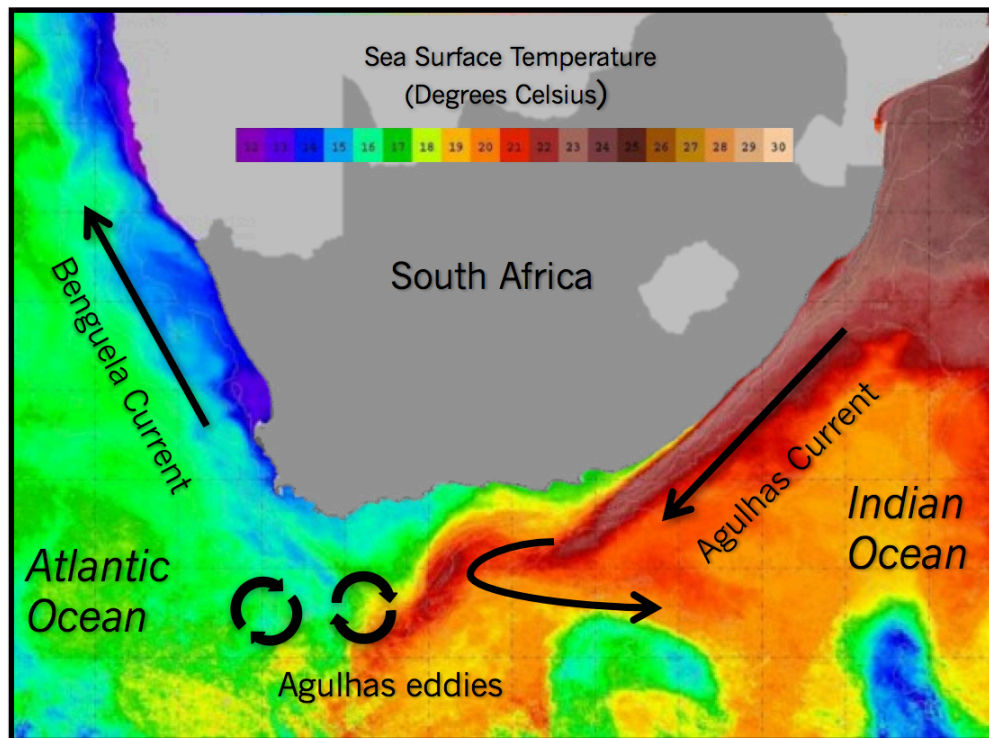 Sea Surface Temperature
(Degrees Celsius)
12 13 14 15 16 17 18 19 20 21 22 23 24 25 26 27 28 29 30
South Africa
Benguela Current
Agulhas Current
Indian
Ocean
Atlantic
Ocean
Agulhas eddies